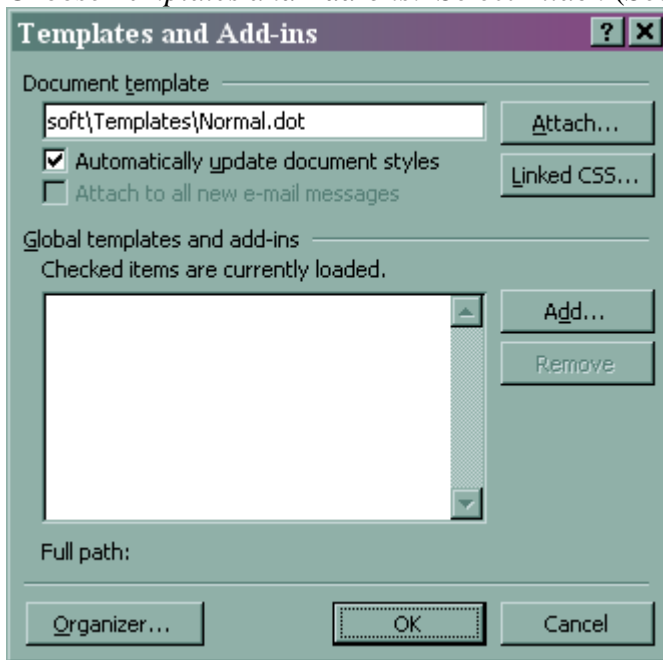 Templates and Add-ins
Document template
soft\Templates\Normal.dot
Attach...
Automatically update document styles
Linked CSS...
Attach to all new e-mail messages
Global templates and add-ins
Checked items are currently loaded.
Add...
Remove
Full path:
Organizer...
OK
Cancel